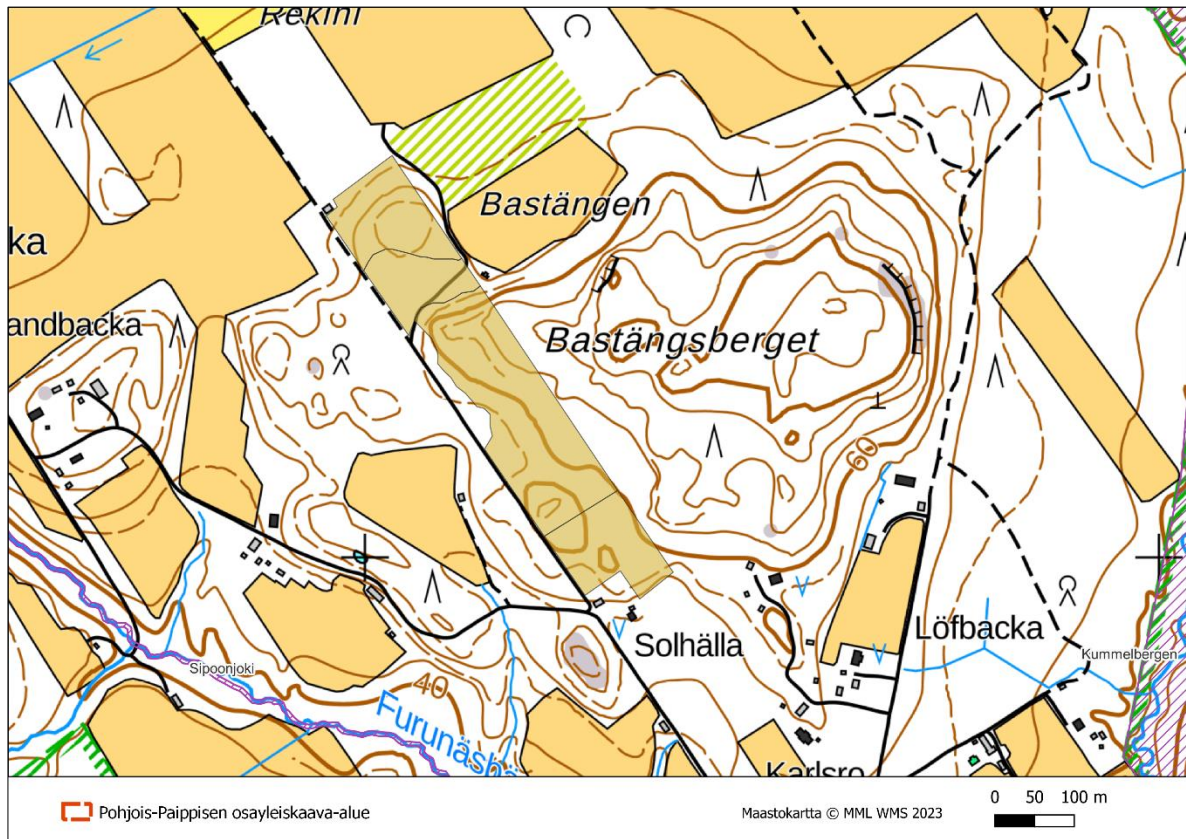 Rekini
Bastängen
ka
andbacka
Bastängsberget
60
Solhälla
Löfbacka
Kummelbergen
Sipoonjoki
40
Furunäsb
Karlsro
Pohjois-Paippisen osayleiskaava-alue
Maastokartta © MML WMS 2023
0 50 100 m